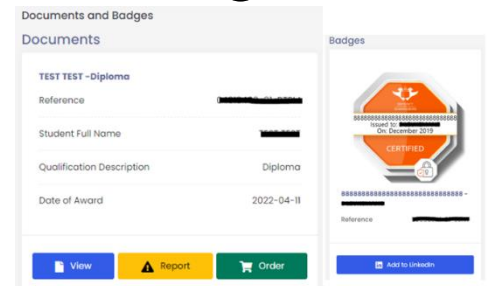 Documents and Badges
Documents
TEST TEST -Diploma
Reference
Student Full Name
Qualification Description Diploma
Date of Award 2022-04-11
View Report Order
Badges
Issued to:
On: December 2019
CERTIFIED
Reference
Add to LinkedIn